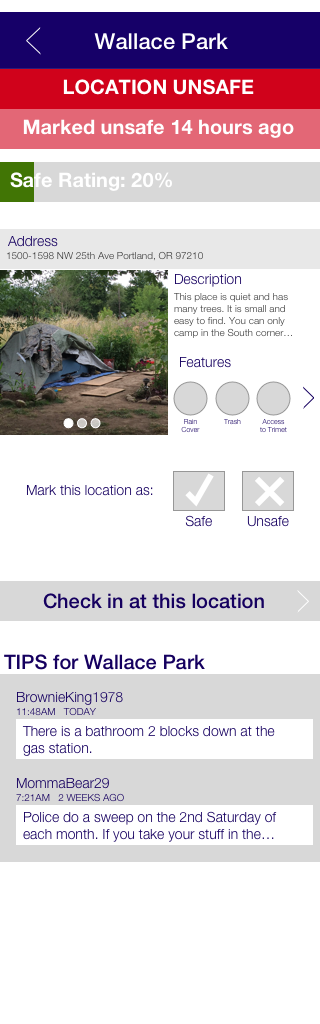 Wallace Park
LOCATION UNSAFE
Marked unsafe 14 hours ago
Safe Rating: 20%
Address
1500-1598 NW 25th Ave Portland, OR 97210
Description
This place is quiet and has
many trees. It is small and
easy to find. You can only
camp in the South corner...
Features
Rain
Cover
Trash
Access
to Trimet
Mark this location as:
Safe
Unsafe
Check in at this location
TIPS for Wallace Park
BrownieKing1978
11:48AM TODAY
There is a bathroom 2 blocks down at the
gas station.
MommaBear29
7:21AM 2 WEEKS AGO
Police do a sweep on the 2nd Saturday of
each month. If you take your stuff in the...